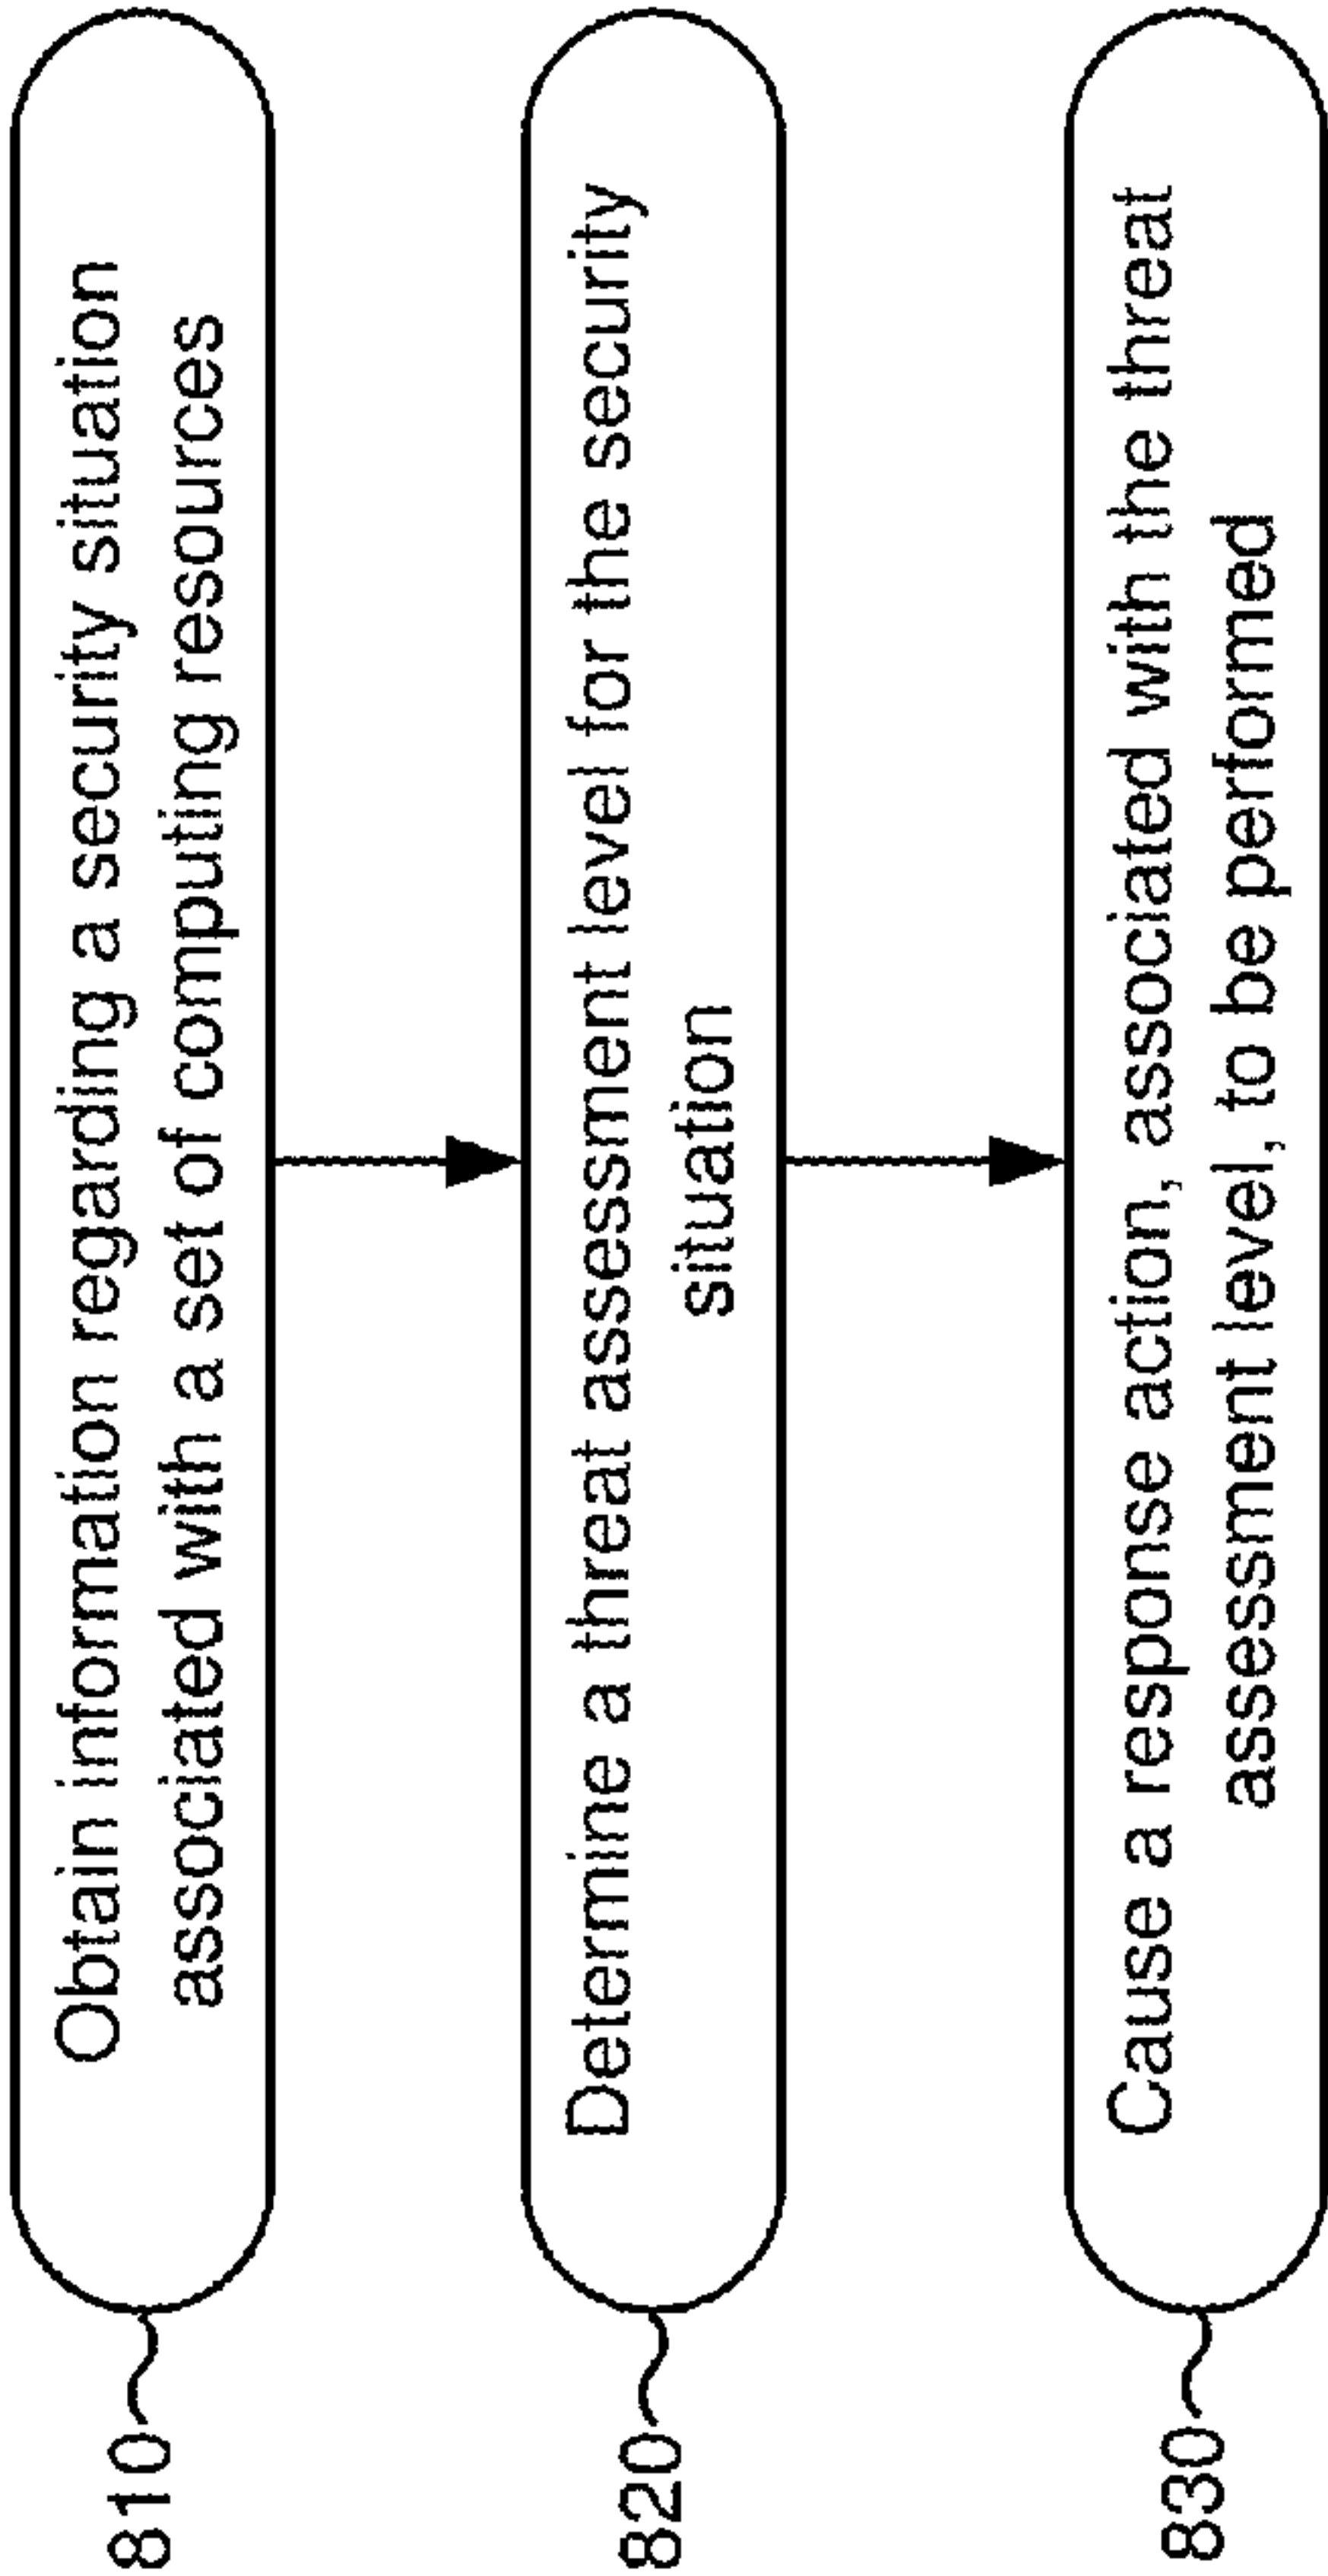 810
Obtain information regarding a security situation
associated with a set of computing resources
820
Determine a threat assessment level for the security
situation
830
Cause a response action, associated with the threat
assessment level, to be performed